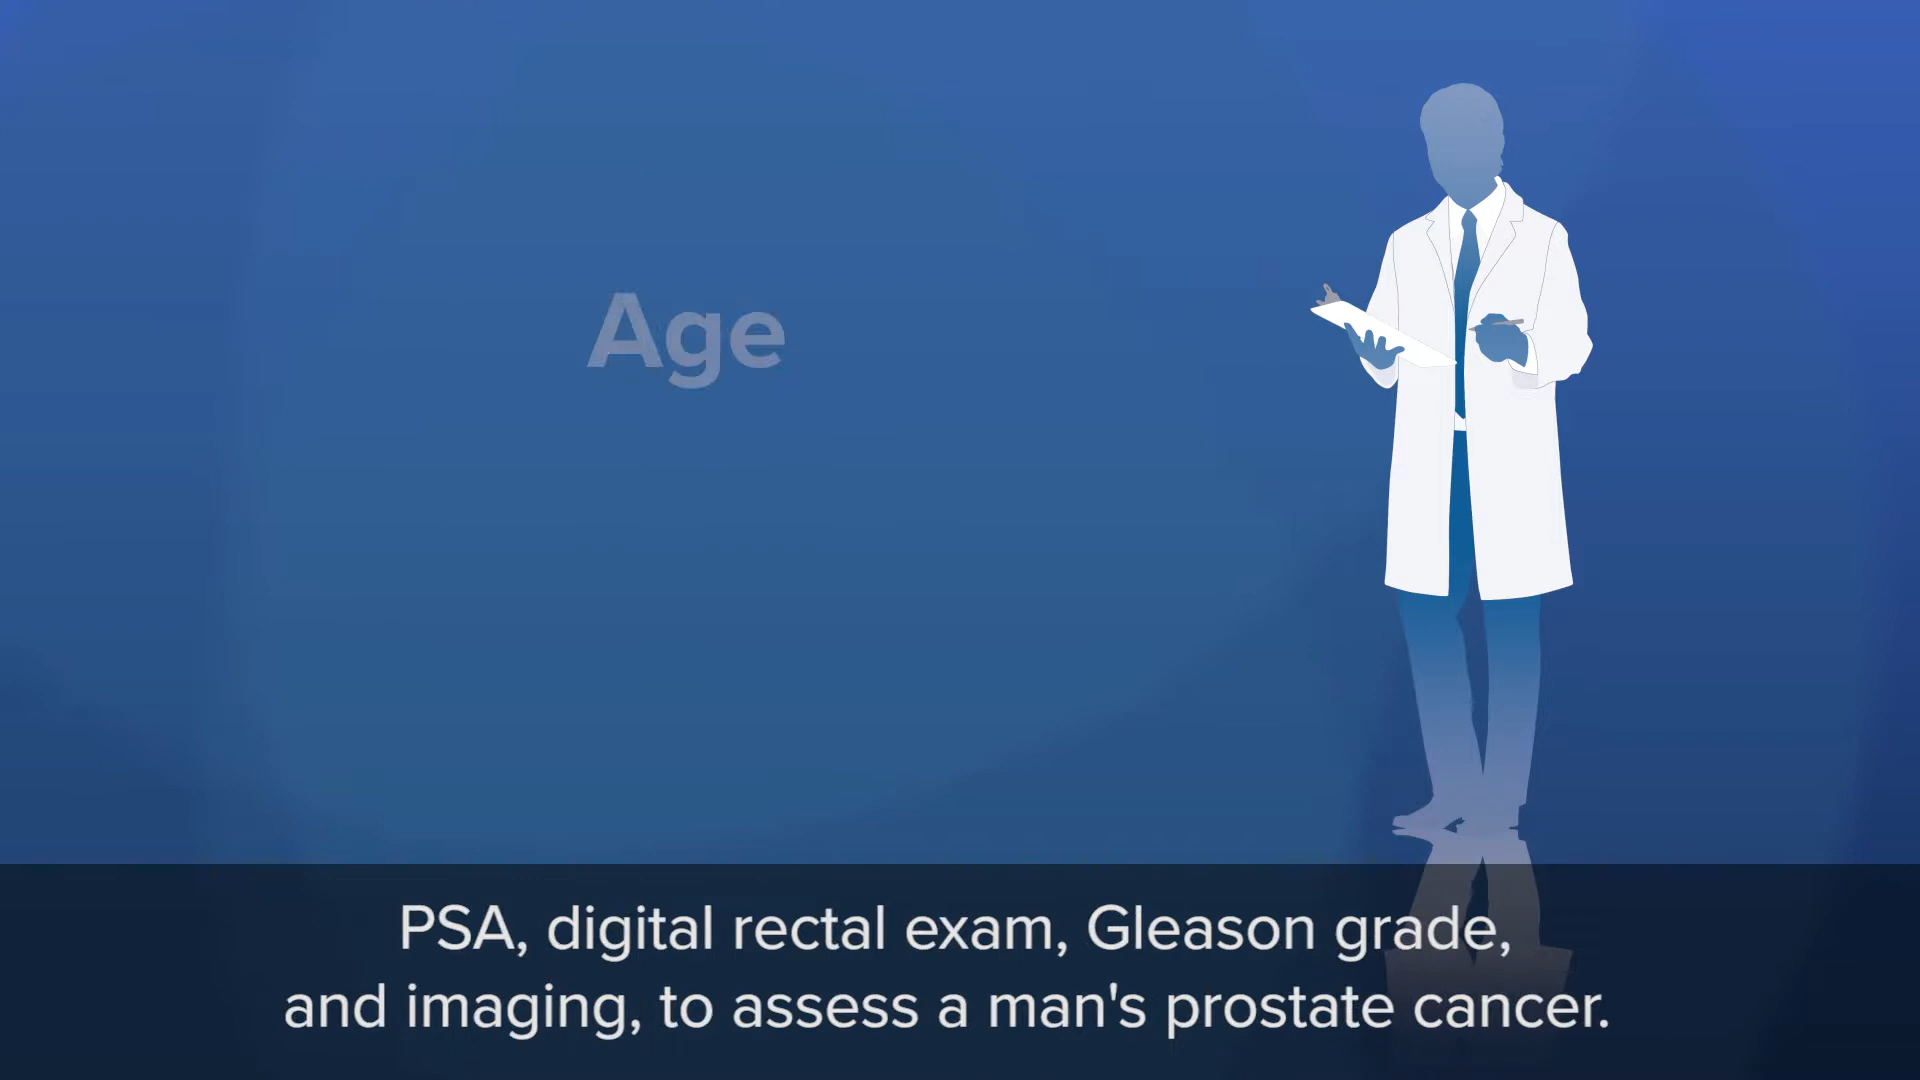 Age
PSA, digital rectal exam, Gleason grade,
and imaging, to assess a man's prostate cancer.